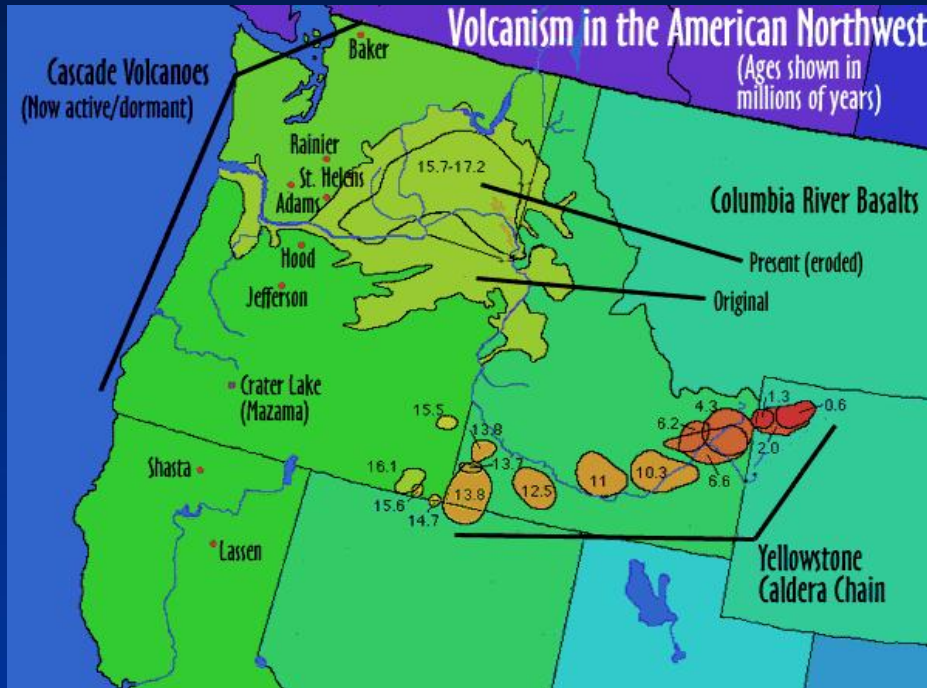 Volcanism in the American Northwest
(Ages shown in
millions of years)
Cascade Volcanoes
(Now active/dormant)
Baker
Rainier
St. Helens
Adams
Hood
Jefferson
Crater Lake
(Mazama)
Shasta
Lassen
15.7-17.2
Columbia River Basalts
Present (eroded)
Original
15.5
13.8
13.7
16.1
15.6
14.7
13.8
12.5
11
10.3
6.2
4.3
6.6
1.3
0.6
2.0
Yellowstone
Caldera Chain